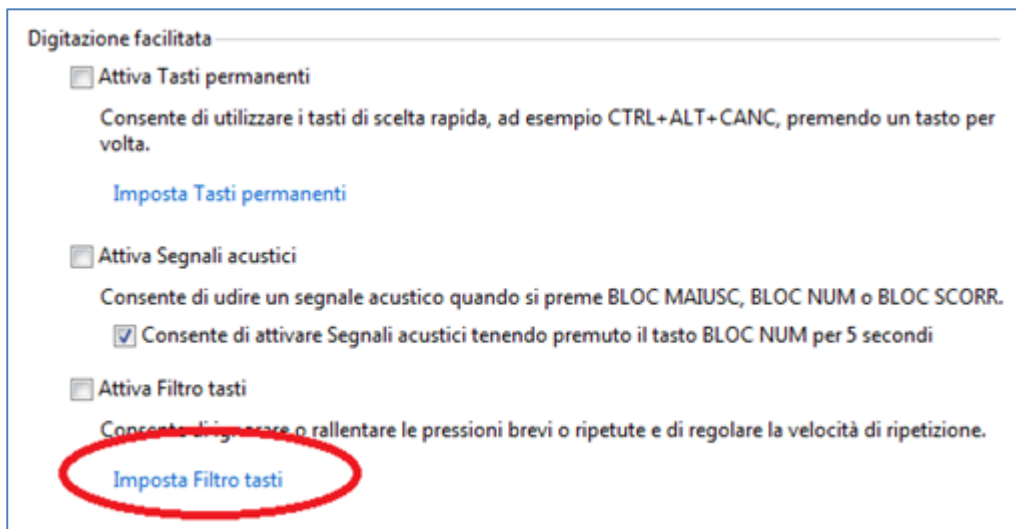 Digitazione facilitata
Attiva Tasti permanenti
Consente di utilizzare i tasti di scelta rapida, ad esempio CTRL+ALT+CANC, premendo un tasto per
volta.
Imposta Tasti permanenti
Attiva Segnali acustici
Consente di udire un segnale acustico quando si preme BLOC MAIUSC, BLOC NUM o BLOC SCORR.
Consente di attivare Segnali acustici tenendo premuto il tasto BLOC NUM per 5 secondi
Attiva Filtro tasti
Consente di ignorare o rallentare le pressioni brevi o ripetute e di regolare la velocità di ripetizione.
Imposta Filtro tasti